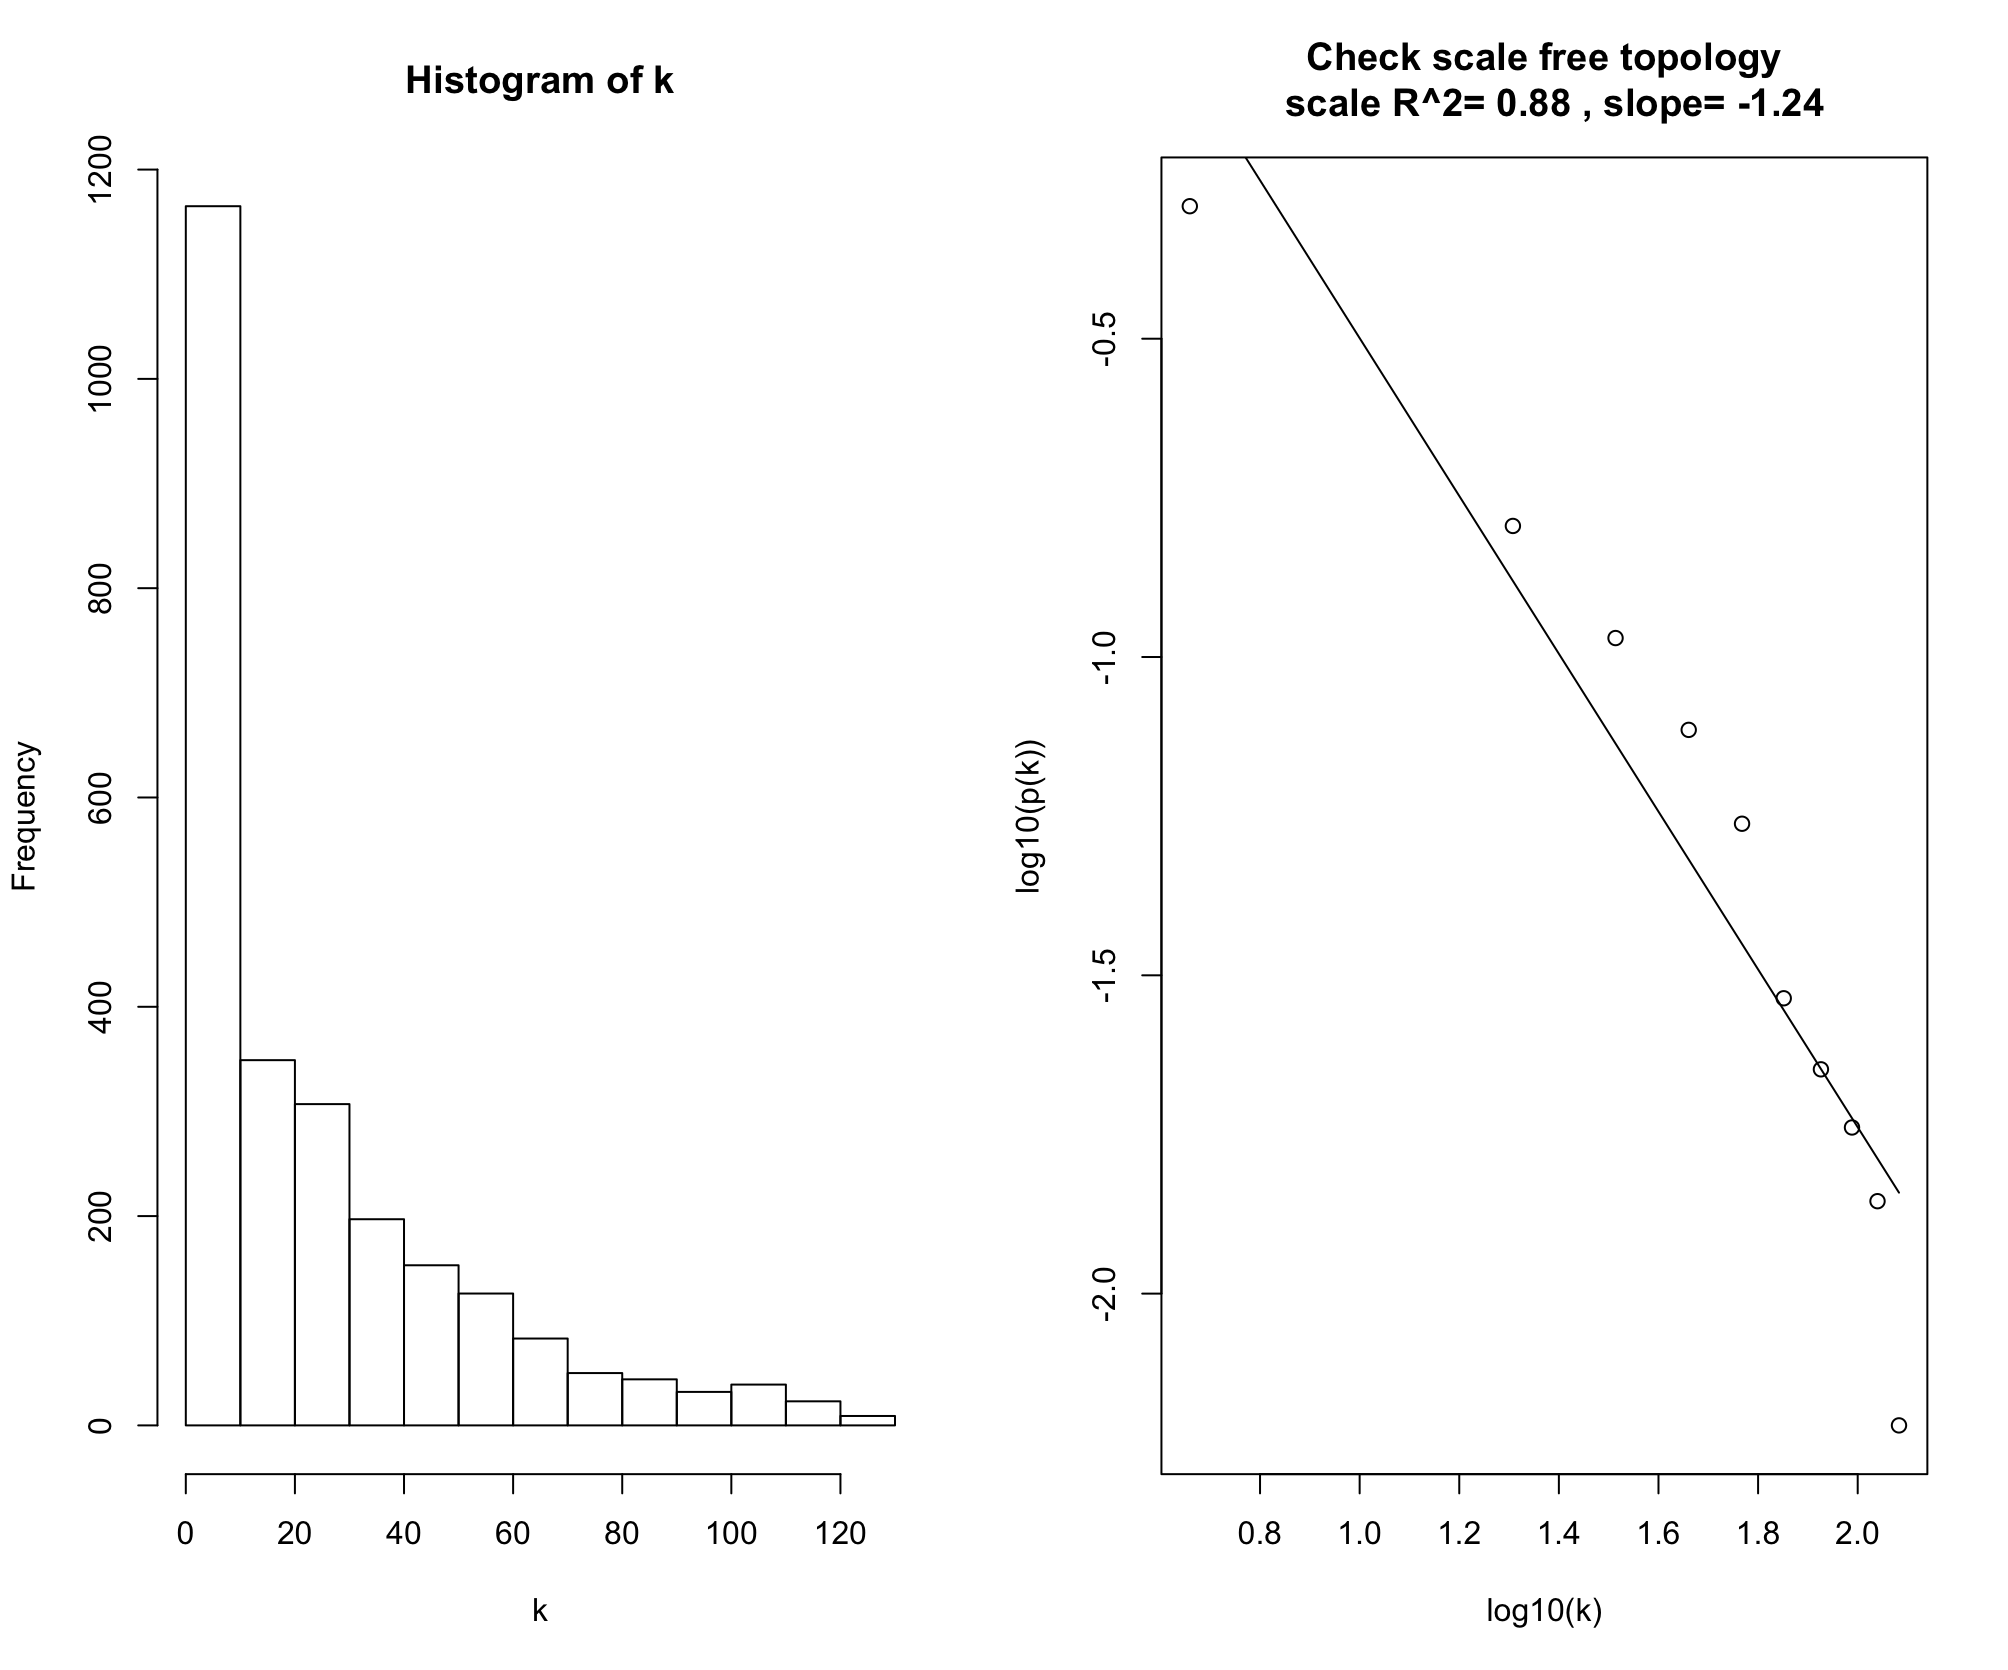 Histogram of k
Frequency
0
200
400
600
800
1000
1200
0 20 40 60 80 100 120
k
Check scale free topology
scale R^2= 0.88 , slope= -1.24
log10(p(k))
-0.5
-1.0
-1.5
-2.0
0.8 1.0 1.2 1.4 1.6 1.8 2.0
log10(k)